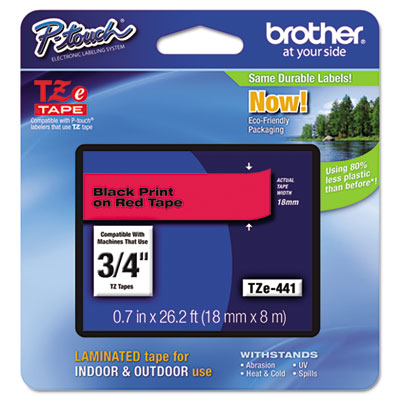 P-touch
ELECTRONIC LABELING SYSTEM
brother
at your side
TZe
TAPE
Compatible with P-touch®
labelers that use TZ tape
Same Durable Labels!
Now!
Eco-Friendly
Packaging
Using 80%
less plastic
than before*!
Black Print
on Red Tape
ACTUAL
TAPE
WIDTH
18mm
Compatible With
Machines That Use
3/4"
TZ Tapes
TZe-441
0.7 in x 26.2 ft (18 mm x 8 m)
LAMINATED tape for
INDOOR & OUTDOOR use
WITHSTANDS
• Abrasion
• UV
• Heat & Cold
• Spills